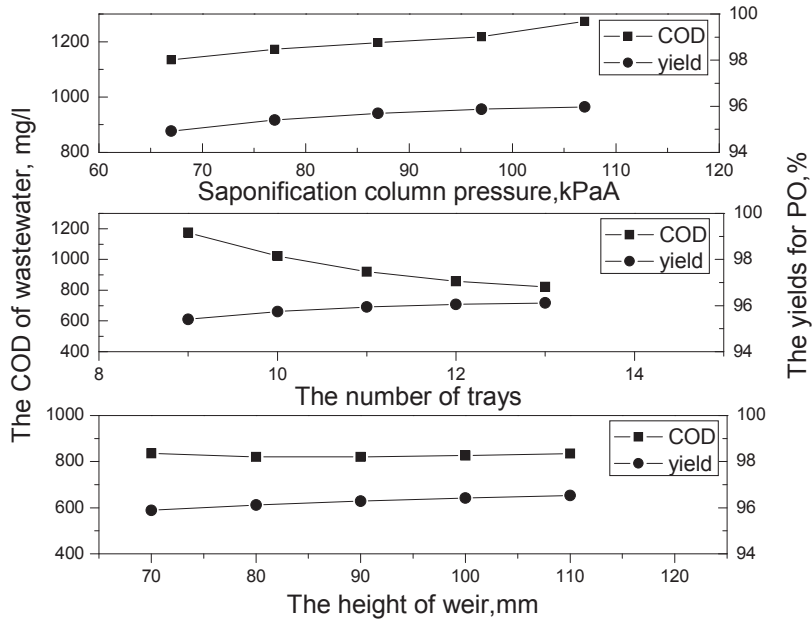 The COD of wastewater, mg/l
The yields for PO,%
1200
1000
800
100
98
96
94
COD
yield
60 70 80 90 100 110 120
Saponification column pressure,kPaA
1200
1000
800
600
400
100
98
96
94
COD
yield
8 10 12 14
The number of trays
1000
800
600
400
100
98
96
94
COD
yield
70 80 90 100 110 120
The height of weir,mm